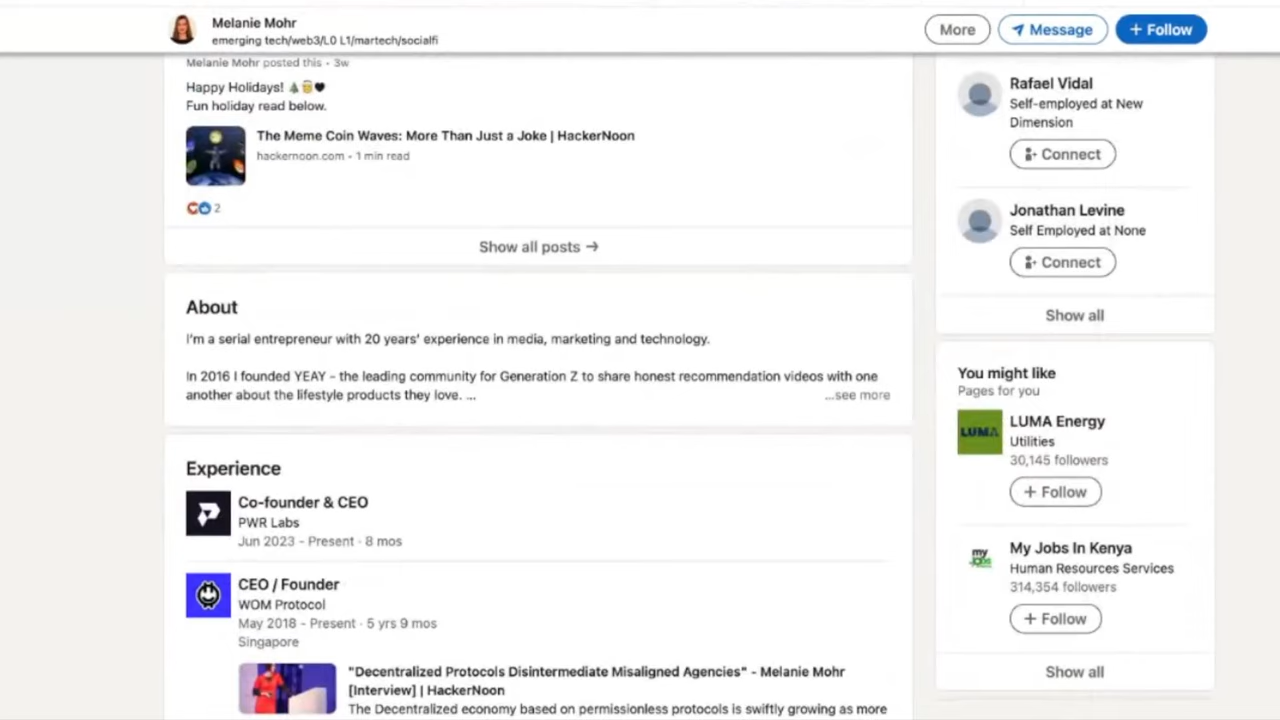 Melanie Mohr
emerging tech/web3/L0 L1/martech/socialfi
More
Message
+ Follow
Melanie Mohr posted this • 3w
Happy Holidays! 🎄🎅🖤
Fun holiday read below.
The Meme Coin Waves: More Than Just a Joke | HackerNoon
hackernoon.com • 1 min read
2
Show all posts →
About
I'm a serial entrepreneur with 20 years' experience in media, marketing and technology.
In 2016 I founded YEAY – the leading community for Generation Z to share honest recommendation videos with one
another about the lifestyle products they love. ...
...see more
Experience
Co-founder & CEO
PWR Labs
Jun 2023 - Present · 8 mos
CEO / Founder
WOM Protocol
May 2018 - Present · 5 yrs 9 mos
Singapore
"Decentralized Protocols Disintermediate Misaligned Agencies" - Melanie Mohr
[Interview] | HackerNoon
The Decentralized economy based on permissionless protocols is swiftly growing as more
Rafael Vidal
Self-employed at New
Dimension
Connect
Jonathan Levine
Self Employed at None
Connect
Show all
You might like
Pages for you
LUMA
LUMA Energy
Utilities
30,145 followers
+ Follow
my
jobs
My Jobs In Kenya
Human Resources Services
314,354 followers
+ Follow
Show all